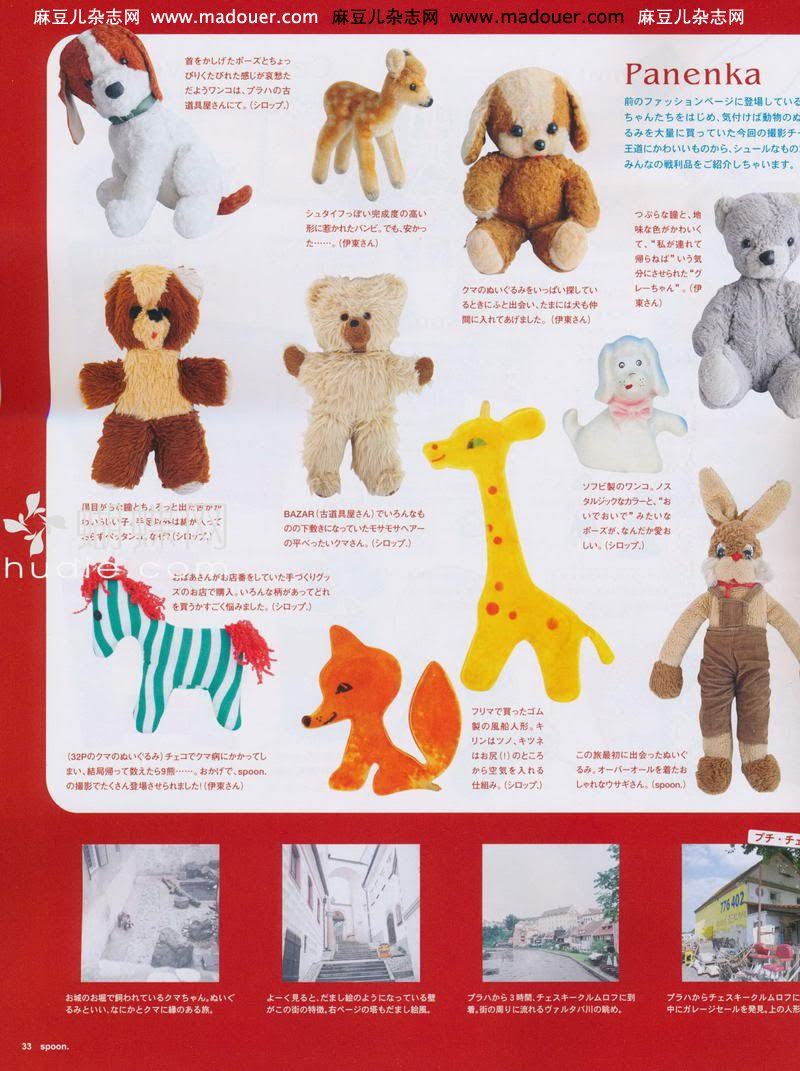 麻豆儿杂志网 www.madouer.com 麻豆儿杂志网 www.madouer.com 麻豆儿杂志网
首をかしげたポーズとちょっ
ぴりくたびれた感じが哀愁た
だようワンコは、プラハの古
道具屋さんにて。（シロップ．）
シュタイフっぽい完成度の高い
形に惹かれたバンビ。でも、安かっ
た……。（伊東さん）
クマのぬいぐるみをいっぱい探してい
るときにふと出会い、たまには犬も仲
間に入れてあげました。（伊東さん）
Panenka
前のファッションページに登場している
ちゃんたちをはじめ、気付けば動物のぬ
るみを大量に買っていた今回の撮影チー
王道にかわいいものから、シュールなもの
みんなの戦利品をご紹介しちゃいます。
つぶらな瞳と、地
味な色がかわいく
て、“私が連れて
帰らねば”いう気
分にさせられた“グ
レーちゃん”。（伊
東さん）
BAZAR（古道具屋さん）でいろんなも
のの下敷きになっていたモサモサヘアー
の平べったいクマさん。（シロップ．）
ソフビ製のワンコ。ノス
タルジックなカラーと、“お
いでおいで”みたいな
ポーズが、なんだか愛お
しい。（シロップ．）
hudie.com
おばあさんがお店番をしていた手づくりグッ
ズのお店で購入。いろんな柄があってどれ
を買うかすごく悩みました。（シロップ．）
（32Pのクマのぬいぐるみ）チェコでクマ病にかかってし
まい、結局帰って数えたら9熊……。おかげで、spoon.
の撮影でたくさん登場させられました！（伊東さん）
フリマで買ったゴム
製の風船人形。キ
リンはツノ、キツネ
はお尻（！）のところ
から空気を入れる
仕組み。（シロップ．）
この旅最初に出会ったぬいぐ
るみ。オーバーオールを着たお
しゃれなウサギさん。（spoon.）
プチ・チェ
776 402
お城のお堀で飼われているクマちゃん。ぬいぐ
るみといい、なにかとクマに縁のある旅。
よーく見ると、だまし絵のようになっている壁
がこの街の特徴。右ページの塔もだまし絵風。
プラハから3時間、チェスキークルムロフに到
着。街の周りに流れるヴァルタバ川の眺め。
プラハからチェスキークルムロフに
中にガレージセールを発見。上の人形
33 spoon.